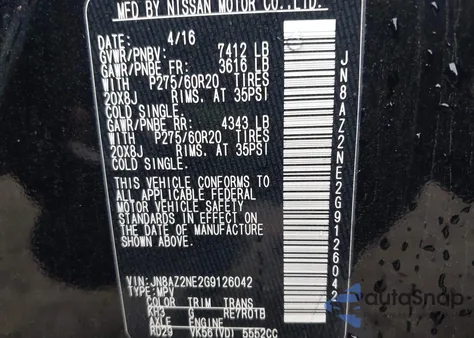 MFD BY NISSAN MOTOR CO.,LTD.
DATE: 4/16
GVWR/PNBV: 7412 LB
GAWR/PNBE FR: 3616 LB
WITH P275/60R20 TIRES
20X8J RIMS. AT 35PSI
COLD SINGLE.
GAWR/PNBE RR: 4343 LB
WITH P275/60R20 TIRES
20X8J RIMS. AT 35PSI
COLD SINGLE.
THIS VEHICLE CONFORMS TO
ALL APPLICABLE FEDERAL
MOTOR VEHICLE SAFETY
STANDARDS IN EFFECT ON
THE DATE OF MANUFACTURE
SHOWN ABOVE.
VIN:JN8AZ2NE2G9126042
TYPE:MPV
COLOR TRIM TRANS
KH3 G RE7R01B
AXLE ENGINE
RD29 VK56(VD) 5552CC
JN8AZ2NE2G9126042
autoSnap